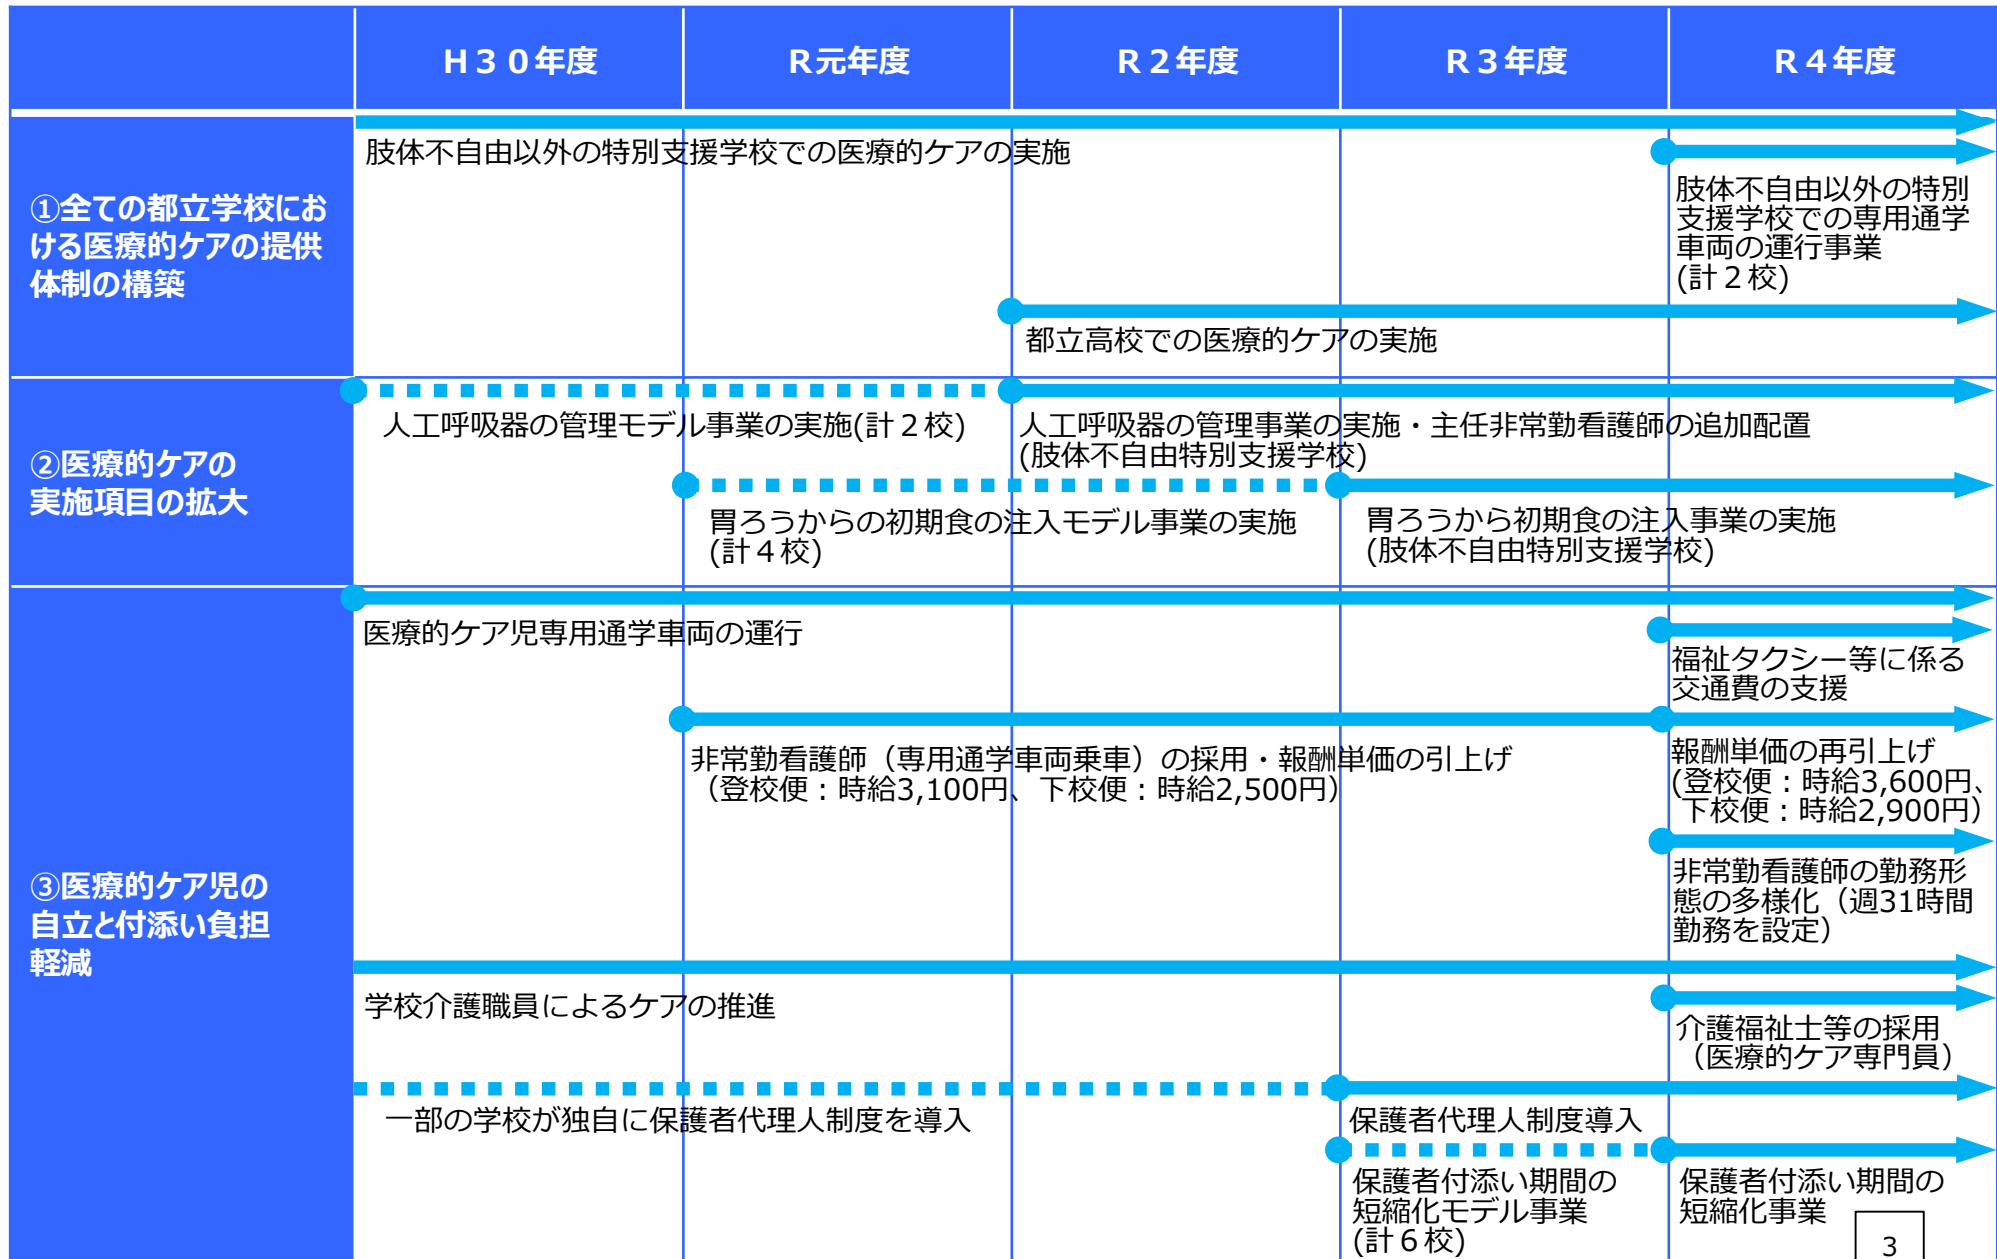 H30年度
R元年度
R2年度
R3年度
R4年度
①全ての都立学校にお
ける医療的ケアの提供
体制の構築
肢体不自由以外の特別支援学校での医療的ケアの実施
肢体不自由以外の特別
支援学校での専用通学
車両の運行事業
(計2校)
都立高校での医療的ケアの実施
②医療的ケアの
実施項目の拡大
人工呼吸器の管理モデル事業の実施(計2校)
人工呼吸器の管理事業の実施・主任非常勤看護師の追加配置
(肢体不自由特別支援学校)
胃ろうからの初期食の注入モデル事業の実施
(計4校)
胃ろうから初期食の注入事業の実施
(肢体不自由特別支援学校)
③医療的ケア児の
自立と付添い負担
軽減
医療的ケア児専用通学車両の運行
福祉タクシー等に係る
交通費の支援
非常勤看護師（専用通学車両乗車）の採用・報酬単価の引上げ
（登校便：時給3,100円、下校便：時給2,500円）
報酬単価の再引上げ
(登校便：時給3,600円、
下校便：時給2,900円）
非常勤看護師の勤務形
態の多様化（週31時間
勤務を設定）
学校介護職員によるケアの推進
介護福祉士等の採用
（医療的ケア専門員）
一部の学校が独自に保護者代理人制度を導入
保護者代理人制度導入
保護者付添い期間の
短縮化モデル事業
(計6校)
保護者付添い期間の
短縮化事業
3